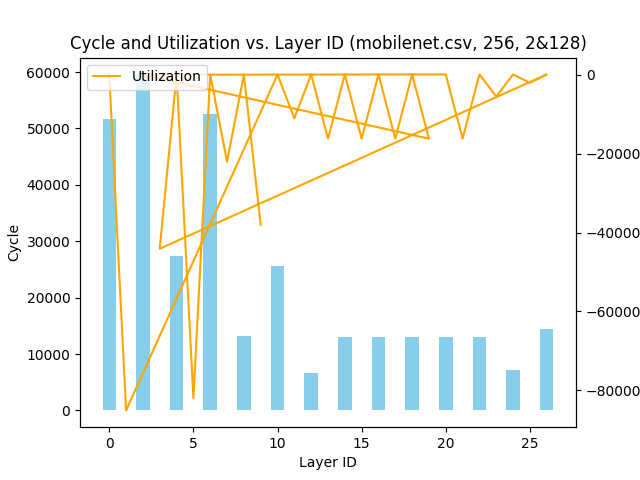 Cycle and Utilization vs. Layer ID (mobilenet.csv, 256, 2&128)
Utilization
60000
50000
40000
30000
20000
10000
0
Cycle
0
−20000
−40000
−60000
−80000
0 5 10 15 20 25
Layer ID